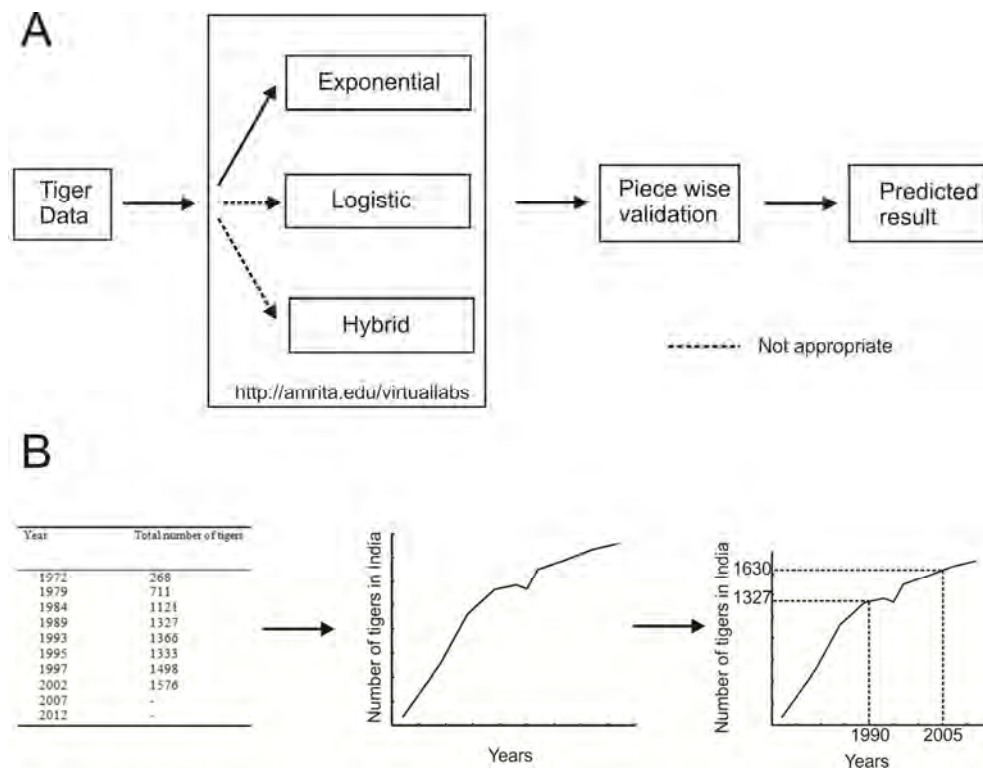 A
Exponential
Tiger
Data
Logistic
Piece wise
validation
Predicted
result
Hybrid
Not appropriate
http://amrita.edu/virtuallabs
B
Year Total number of tigers
1972 268
1979 711
1984 1121
1989 1327
1993 1366
1995 1333
1997 1498
2002 1576
2007 -
2012 -
Number of tigers in India
Years
Number of tigers in India
1630
1327
1990 2005
Years